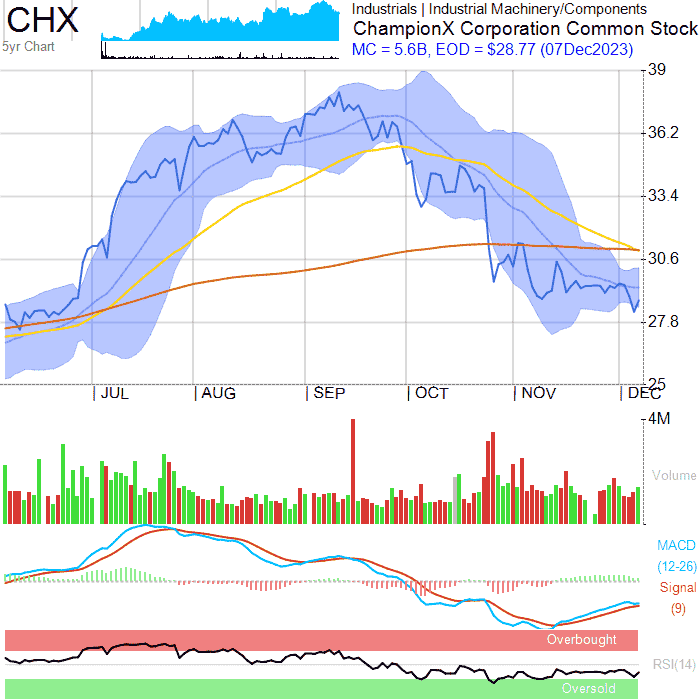 CHX
5yr Chart
Industrials | Industrial Machinery/Components
ChampionX Corporation Common Stock
MC = 5.6B, EOD = $28.77 (07Dec2023)
39
36.2
33.4
30.6
27.8
25
JUL AUG SEP OCT NOV DEC
4M
Volume
MACD
(12-26)
Signal
(9)
Overbought
RSI(14)
Oversold